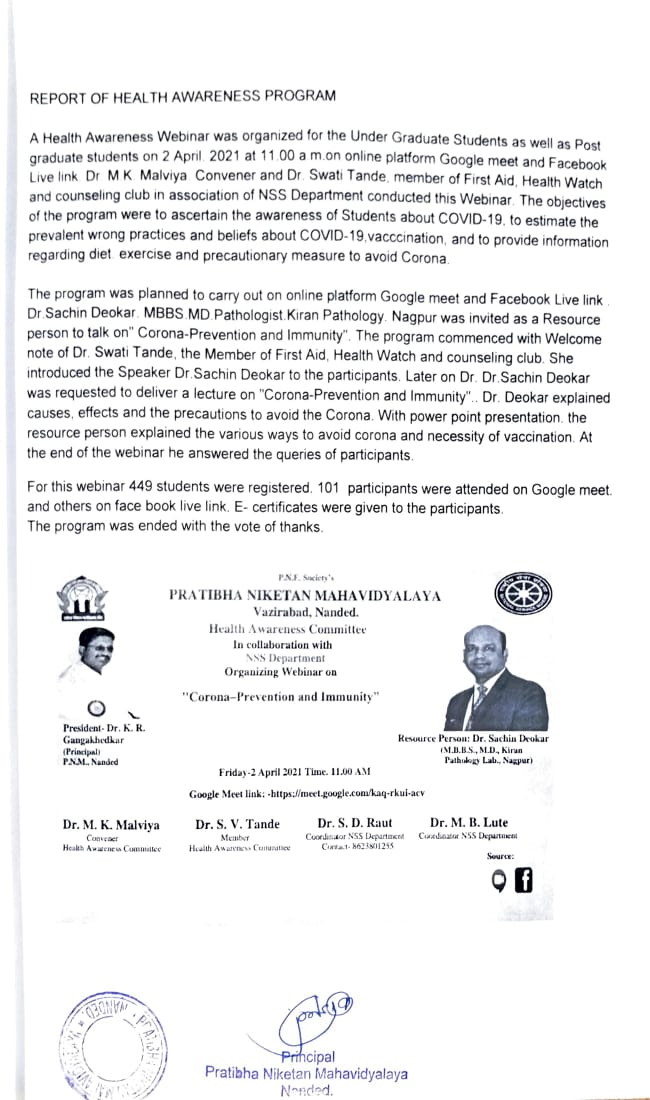 REPORT OF HEALTH AWARENESS PROGRAM
A Health Awareness Webinar was organized for the Under Graduate Students as well as Post
graduate students on 2 April. 2021 at 11.00 a m.on online platform Google meet and Facebook
Live link. Dr M K. Malviya Convener and Dr. Swati Tande, member of First Aid, Health Watch
and counseling club in association of NSS Department conducted this Webinar. The objectives
of the program were to ascertain the awareness of Students about COVID-19, to estimate the
prevalent wrong practices and beliefs about COVID-19,vacccination, and to provide information
regarding diet exercise and precautionary measure to avoid Corona.
The program was planned to carry out on online platform Google meet and Facebook Live link .
Dr.Sachin Deokar. MBBS.MD.Pathologist.Kiran Pathology. Nagpur was invited as a Resource
person to talk on" Corona-Prevention and Immunity". The program commenced with Welcome
note of Dr. Swati Tande, the Member of First Aid, Health Watch and counseling club. She
introduced the Speaker Dr.Sachin Deokar to the participants. Later on Dr. Dr.Sachin Deokar
was requested to deliver a lecture on "Corona-Prevention and Immunity".. Dr. Deokar explained
causes, effects and the precautions to avoid the Corona. With power point presentation. the
resource person explained the various ways to avoid corona and necessity of vaccination. At
the end of the webinar he answered the queries of participants.
For this webinar 449 students were registered. 101 participants were attended on Google meet.
and others on face book live link. E- certificates were given to the participants.
The program was ended with the vote of thanks.
P.N.E. Society's
PRATIBHA NIKETAN MAHAVIDYALAYA
Vazirabad, Nanded.
Health Awareness Committee
In collaboration with
NSS Department
Organizing Webinar on
"Corona–Prevention and Immunity"
President- Dr. K. R.
Gangakhedkar
(Principal)
P.N.M., Nanded
Resource Person: Dr. Sachin Deokar
(M.B.B.S., M.D., Kiran
Pathology Lab., Nagpur)
Friday-2 April 2021 Time. 11.00 AM
Google Meet link: -https://meet.google.com/kaq-rkui-acv
Dr. M. K. Malviya
Convener
Health Awareness Committee
Dr. S. V. Tande
Member
Health Awareness Committee
Dr. S. D. Raut
Coordinator NSS Department
Contact- 8623801255
Dr. M. B. Lute
Coordinator NSS Department
Source:
Principal
Pratibha Niketan Mahavidyalaya
Nanded.